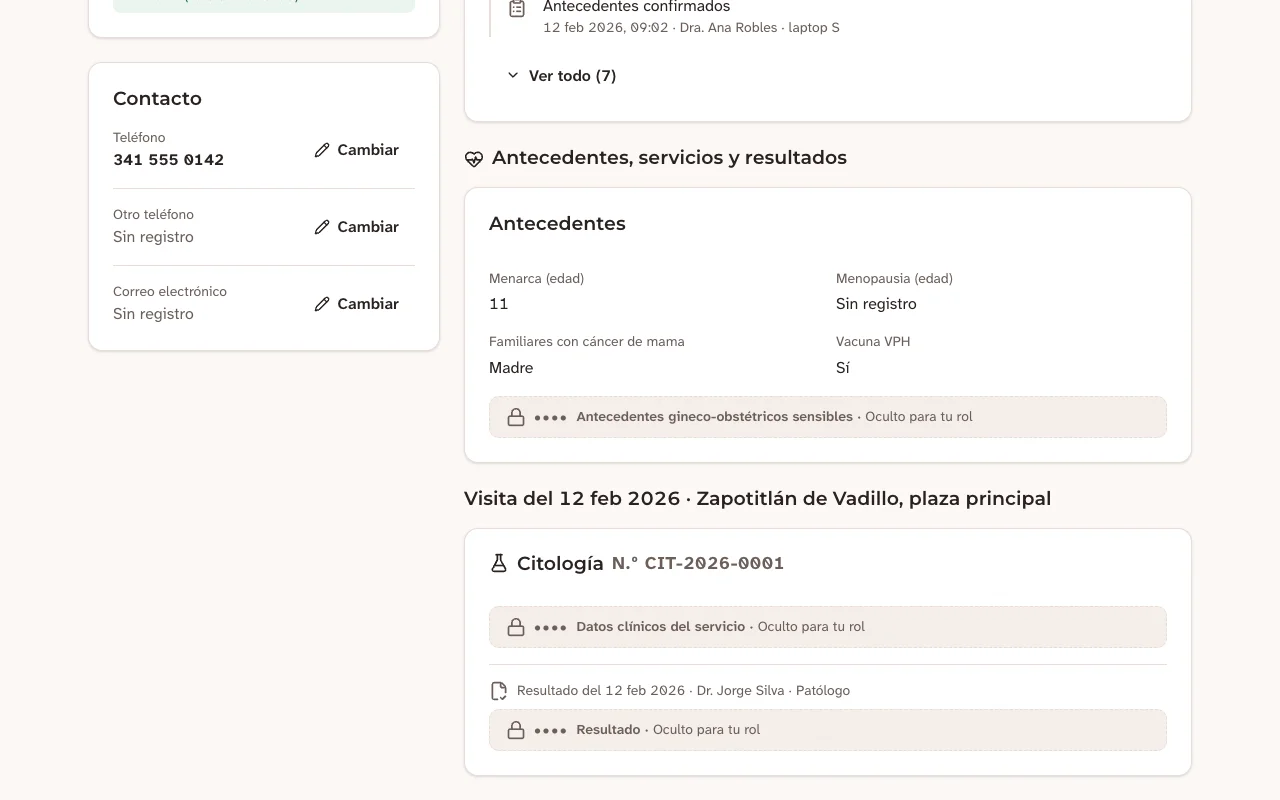 Contacto
Teléfono
341 555 0142
Cambiar
Otro teléfono
Sin registro
Cambiar
Correo electrónico
Sin registro
Cambiar
Antecedentes confirmados
12 feb 2026, 09:02 · Dra. Ana Robles · laptop S
Ver todo (7)
Antecedentes, servicios y resultados
Antecedentes
Menarca (edad)
11
Menopausia (edad)
Sin registro
Familiares con cáncer de mama
Madre
Vacuna VPH
Sí
•••• Antecedentes gineco-obstétricos sensibles · Oculto para tu rol
Visita del 12 feb 2026 · Zapotitlán de Vadillo, plaza principal
Citología N.° CIT-2026-0001
•••• Datos clínicos del servicio · Oculto para tu rol
Resultado del 12 feb 2026 · Dr. Jorge Silva · Patólogo
•••• Resultado · Oculto para tu rol